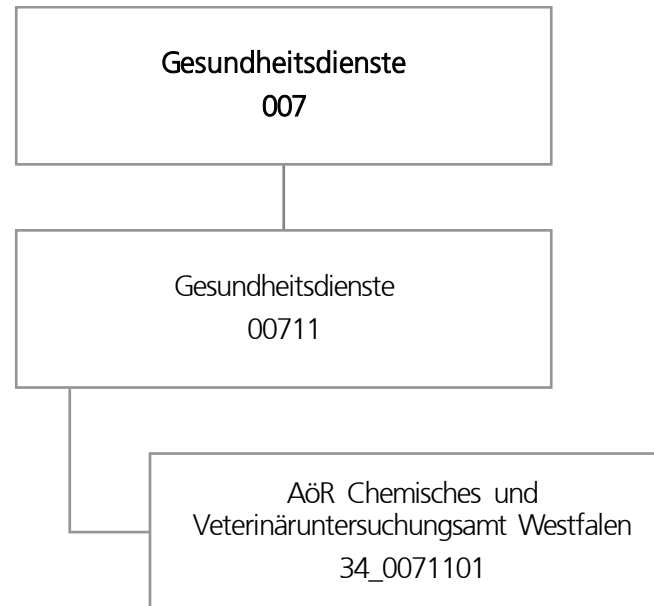 Gesundheitsdienste
007
Gesundheitsdienste
00711
AöR Chemisches und
Veterinäruntersuchungsamt Westfalen
34_0071101